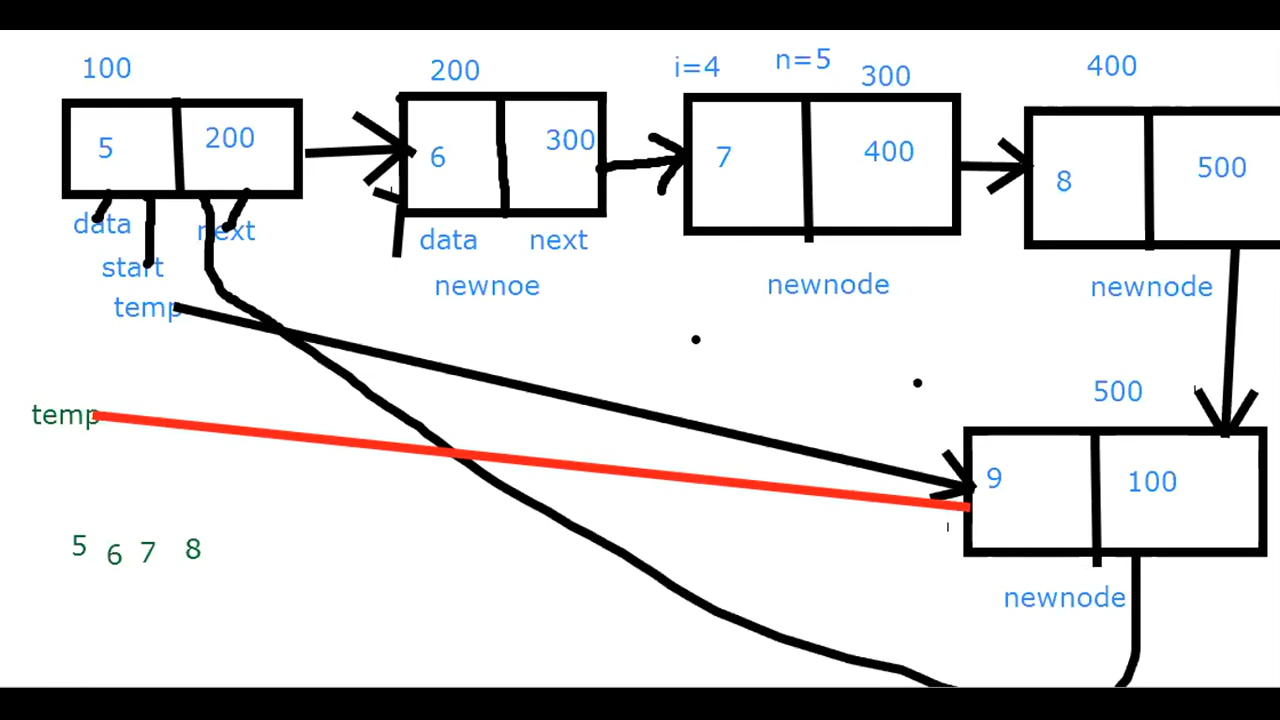 100
200
i=4
n=5
300
400
5
200
6
300
7
400
8
500
data
next
data
next
start
newnoe
newnode
newnode
temp
500
temp
9
100
5 6 7 8
newnode